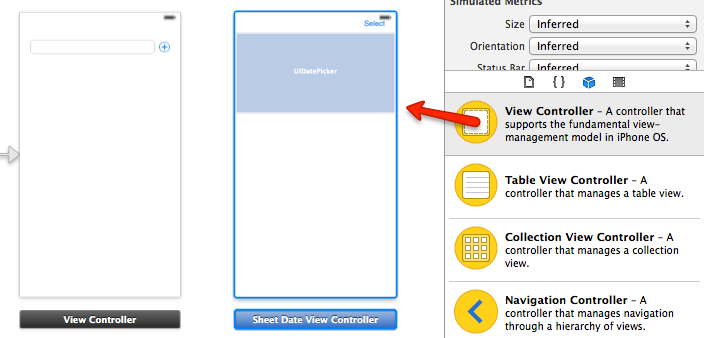 Simulated Metrics
Size Inferred
Orientation Inferred
Status Bar Inferred
Select
UIDatePicker
View Controller
Sheet Date View Controller
{ }
View Controller – A controller that
supports the fundamental view-
management model in iPhone OS.
Table View Controller – A
controller that manages a table view.
Collection View Controller – A
controller that manages a collection
view.
Navigation Controller – A
controller that manages navigation
through a hierarchy of views.